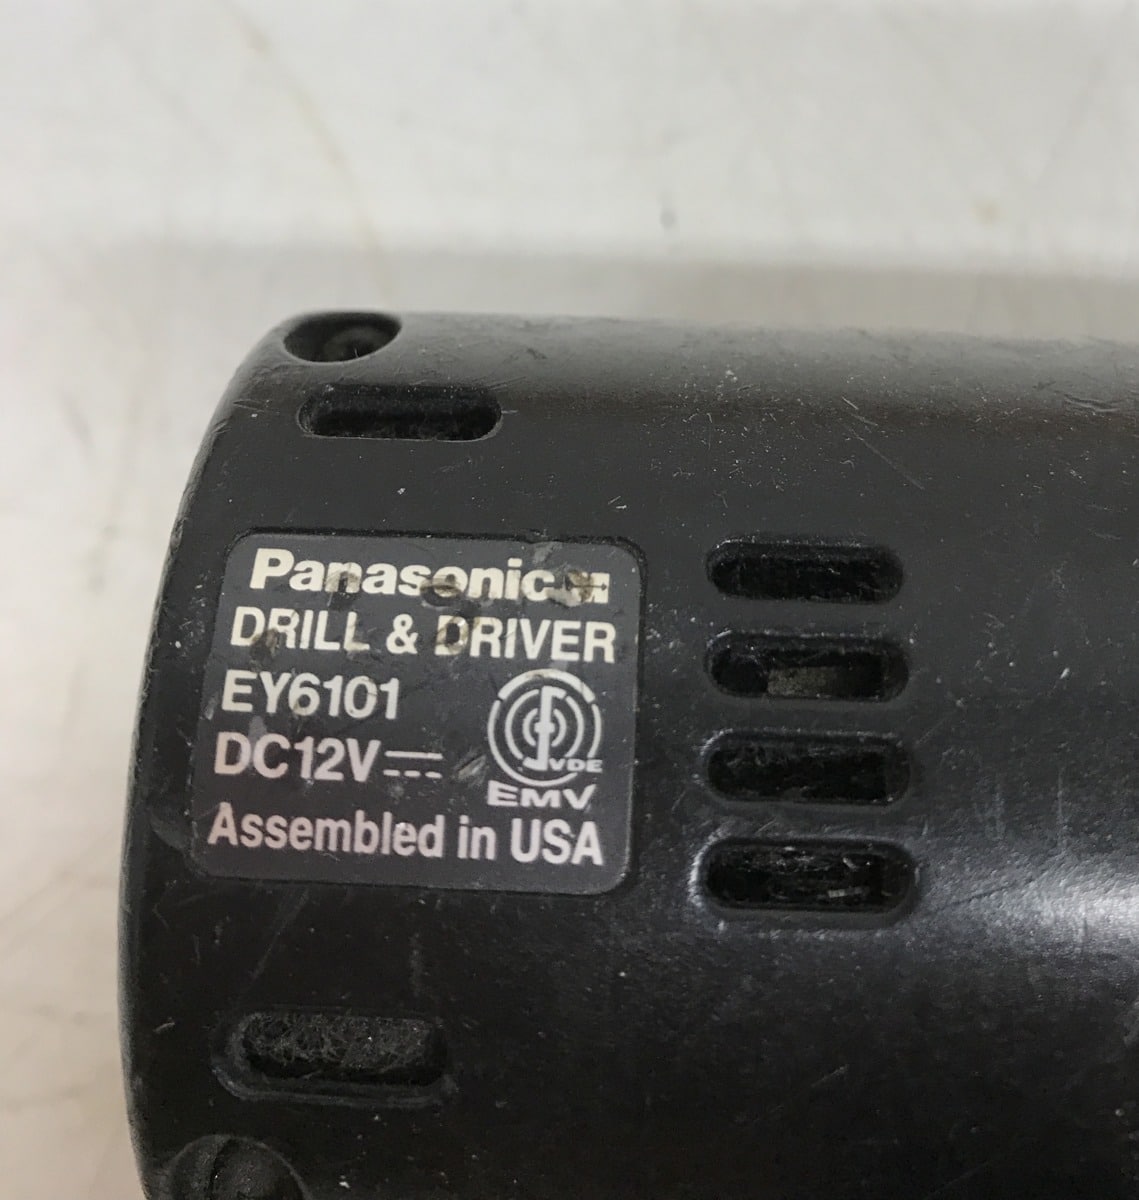 Panasonic
DRILL & DRIVER
EY6101
DC12V⎓
VDE
EMV
Assembled in USA